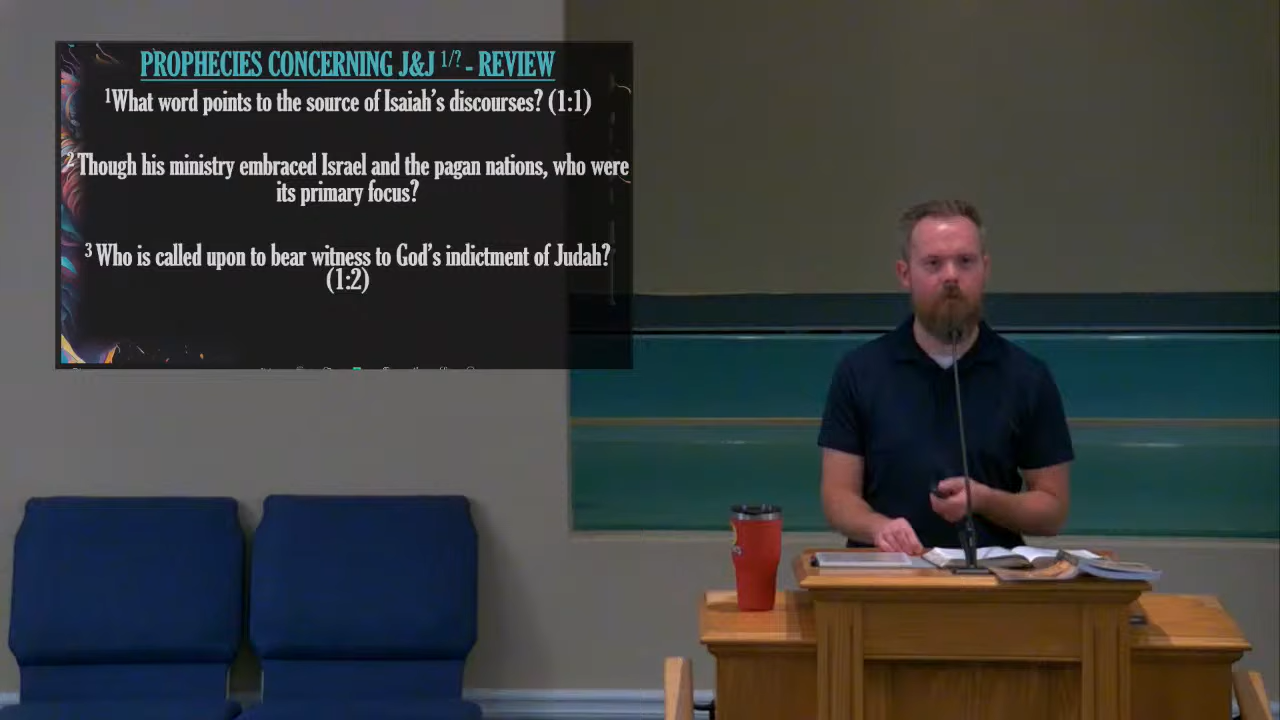 PROPHECIES CONCERNING J&J 1/? - REVIEW
1What word points to the source of Isaiah's discourses? (1:1)
2 Though his ministry embraced Israel and the pagan nations, who were
its primary focus?
3 Who is called upon to bear witness to God's indictment of Judah?
(1:2)